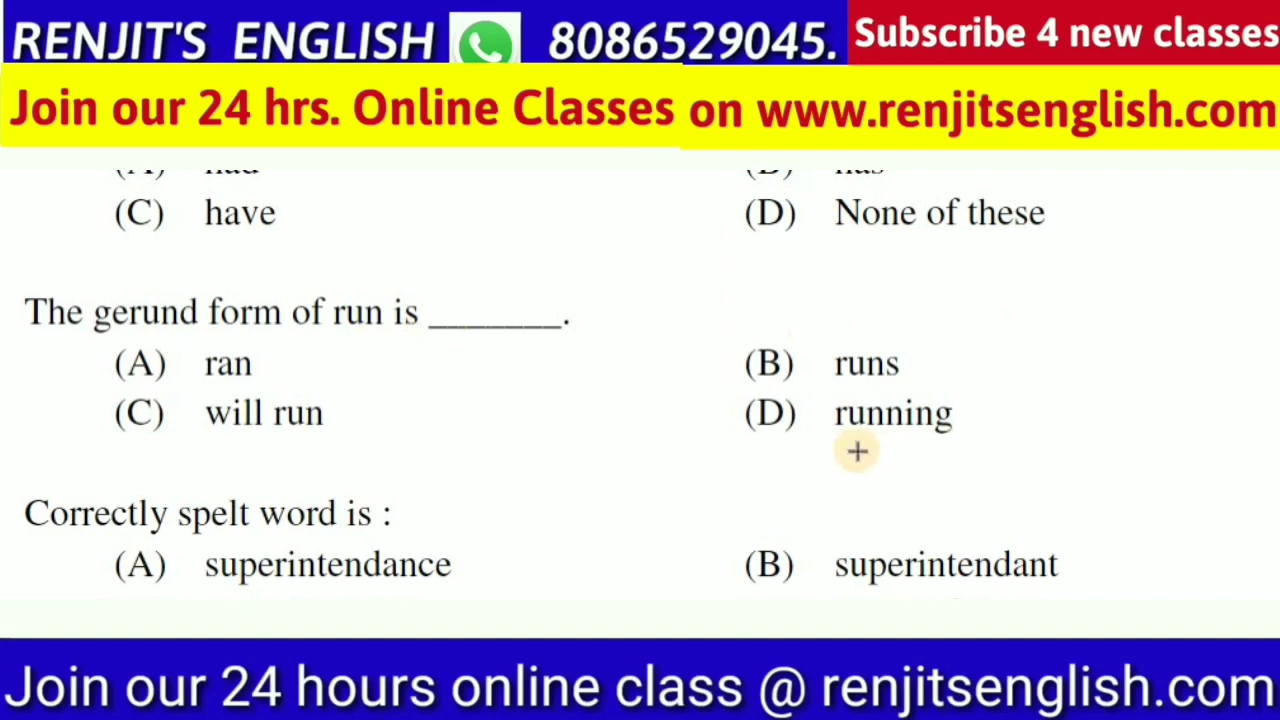 RENJIT'S ENGLISH 8086529045. Subscribe 4 new classes
Join our 24 hrs. Online Classes on www.renjitsenglish.com
(C) have (D) None of these
The gerund form of run is _______.
(A) ran (B) runs
(C) will run (D) running
Correctly spelt word is :
(A) superintendance (B) superintendant
Join our 24 hours online class @ renjitsenglish.com